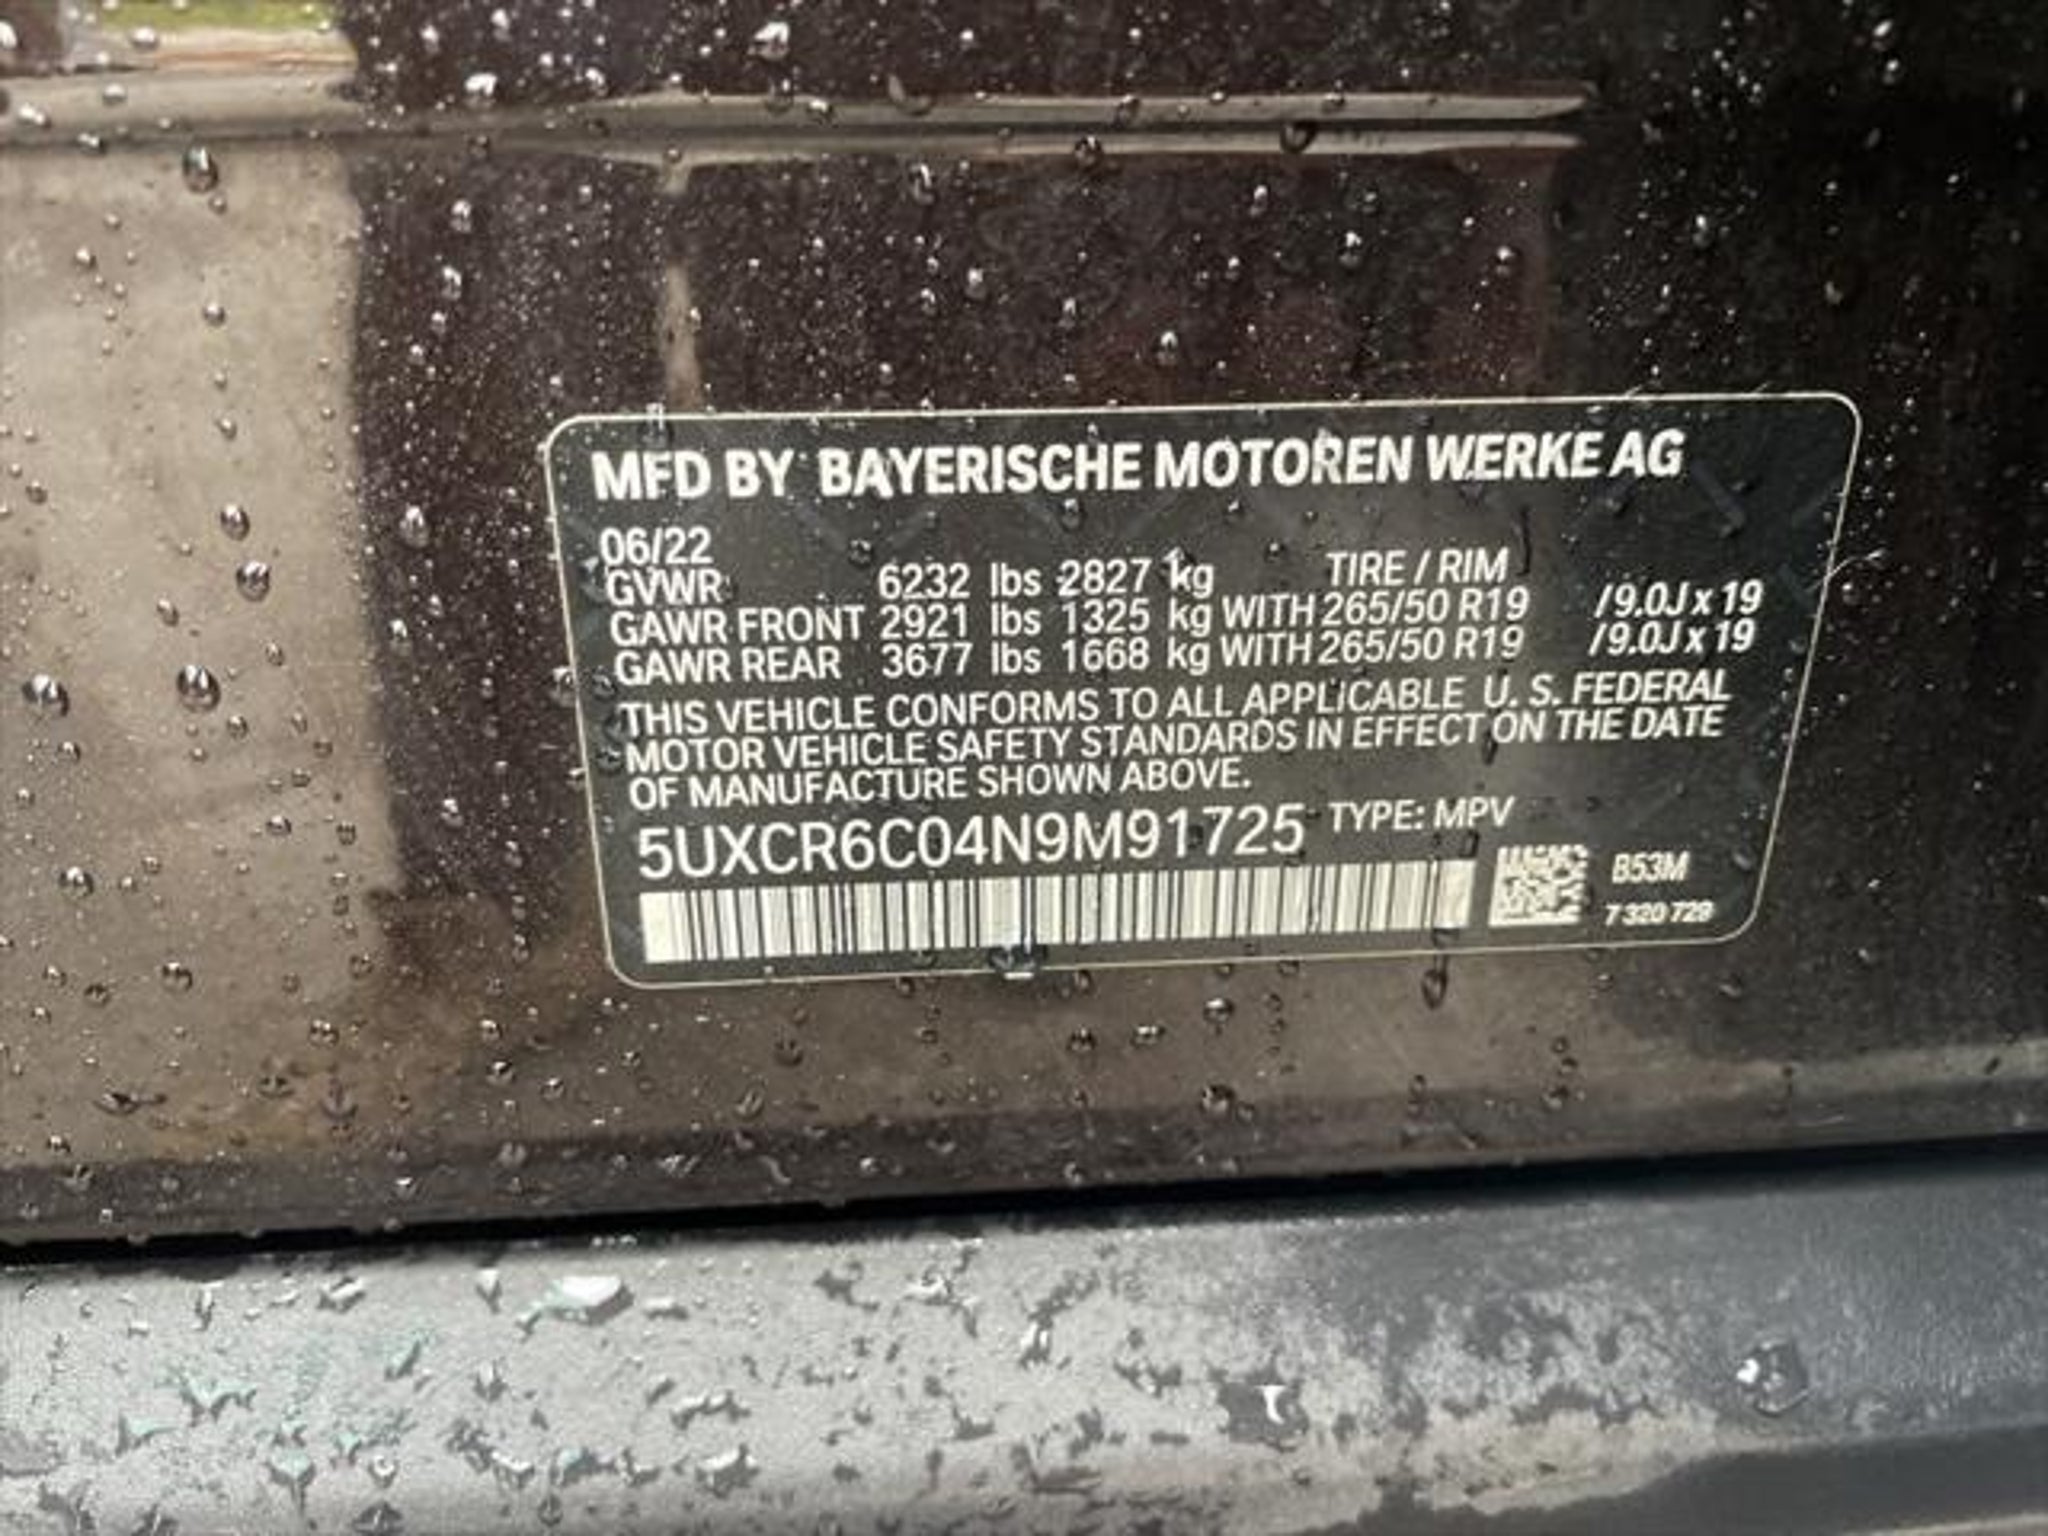 MFD BY BAYERISCHE MOTOREN WERKE AG
06/22 TIRE / RIM
GVWR 6232 lbs 2827 kg
GAWR FRONT 2921 lbs 1325 kg WITH 265/50 R19 /9.0J x 19
GAWR REAR 3677 lbs 1668 kg WITH 265/50 R19 /9.0J x 19
THIS VEHICLE CONFORMS TO ALL APPLICABLE U. S. FEDERAL
MOTOR VEHICLE SAFETY STANDARDS IN EFFECT ON THE DATE
OF MANUFACTURE SHOWN ABOVE.
5UXCR6C04N9M91725 TYPE: MPV
B53M
7 320 729